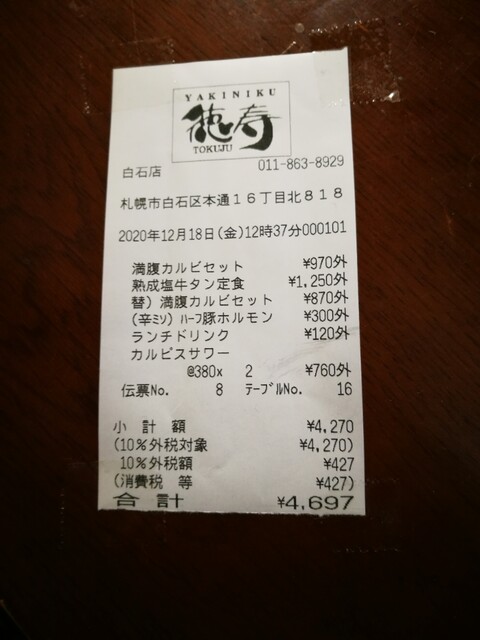 YAKINIKU
徳寿
TOKUJU
白石店 011-863-8929
札幌市白石区本通１６丁目北８１８
2020年12月18日(金)12時37分000101
満腹カルビセット ¥970外
熟成塩牛タン定食 ¥1,250外
替)満腹カルビセット ¥870外
(辛ﾐｿ)ﾊｰﾌ豚ホルモン ¥300外
ランチドリンク ¥120外
カルピスサワー
@380x 2 ¥760外
伝票No. 8 ﾃｰﾌﾞﾙNo. 16
小 計 額 ¥4,270
(10％外税対象 ¥4,270)
10％外税額 ¥427
(消費税 等 ¥427)
合 計 ¥4,697